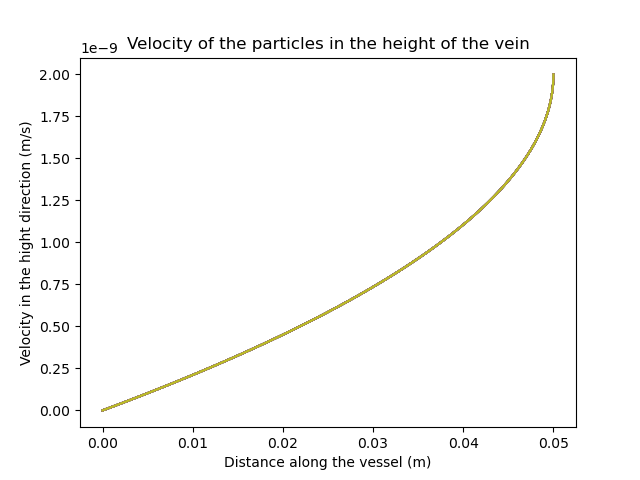 Velocity of the particles in the height of the vein
1e−9
2.00
1.75
1.50
1.25
1.00
0.75
0.50
0.25
0.00
Velocity in the hight direction (m/s)
0.00 0.01 0.02 0.03 0.04 0.05
Distance along the vessel (m)